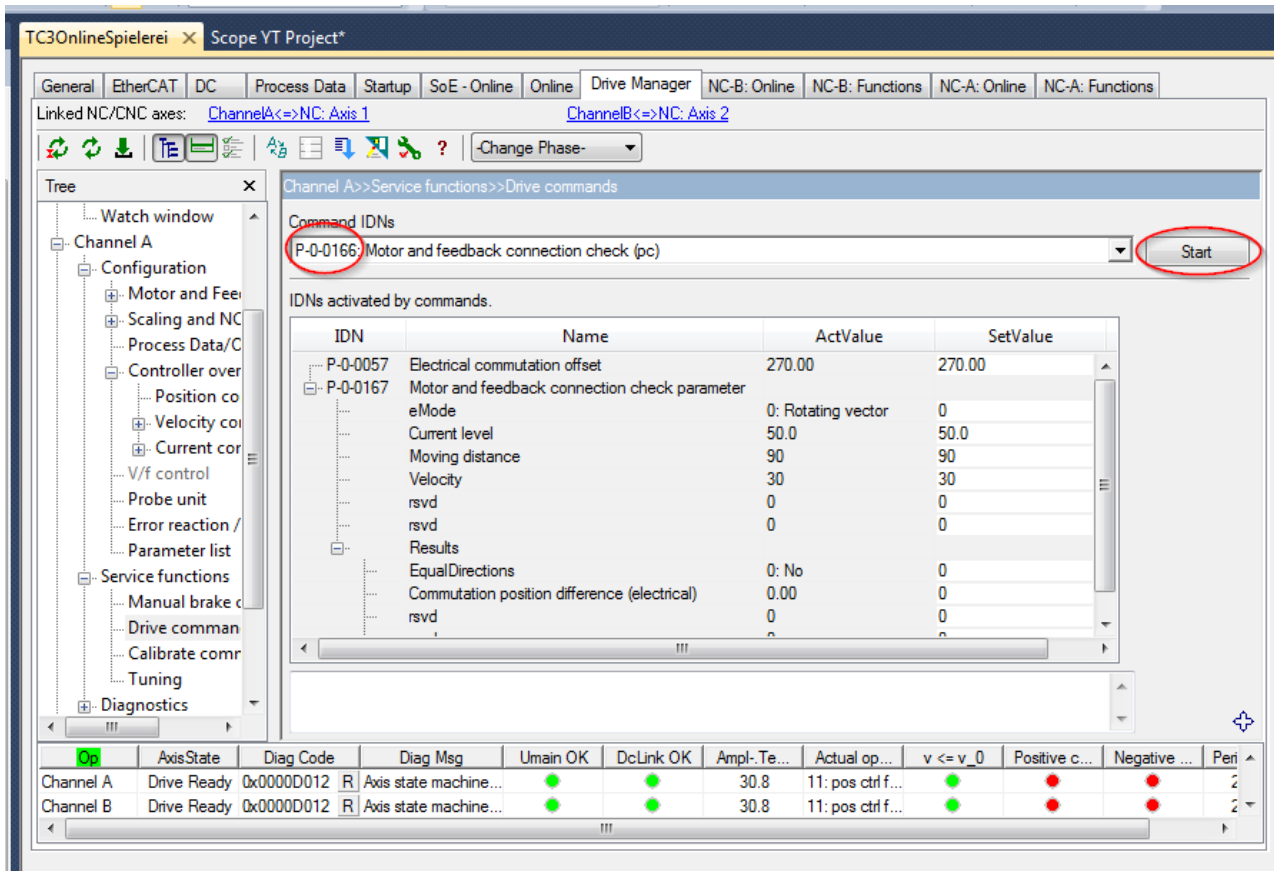 TC3OnlineSpielerei Scope YT Project*
General EtherCAT DC Process Data Startup SoE - Online Online Drive Manager NC-B: Online NC-B: Functions NC-A: Online NC-A: Functions
Linked NC/CNC axes: ChannelA<=>NC: Axis 1 ChannelB<=>NC: Axis 2
TE ? -Change Phase-
Tree
Watch window
Channel A
Configuration
Motor and Fee
Scaling and NC
Process Data/O
Controller over
Position co
Velocity co
Current cor
V/f control
Probe unit
Error reaction /
Parameter list
Service functions
Manual brake c
Drive comman
Calibrate comr
Tuning
Diagnostics
Channel A>>Service functions>>Drive commands
Command IDNs
P-0-0166: Motor and feedback connection check (pc) Start
IDNs activated by commands.
IDN Name ActValue SetValue
P-0-0057 Electrical commutation offset 270.00 270.00
P-0-0167 Motor and feedback connection check parameter
eMode 0: Rotating vector 0
Current level 50.0 50.0
Moving distance 90 90
Velocity 30 30
rsvd 0 0
rsvd 0 0
Results
EqualDirections 0: No 0
Commutation position difference (electrical) 0.00 0
rsvd 0 0
Op AxisState Diag Code Diag Msg Umain OK DcLink OK Ampl-.Te... Actual op... v <= v_0 Positive c... Negative ... Peri
Channel A Drive Ready 0x0000D012 R Axis state machine... 30.8 11: pos ctrl f... 2
Channel B Drive Ready 0x0000D012 R Axis state machine... 30.8 11: pos ctrl f... 2